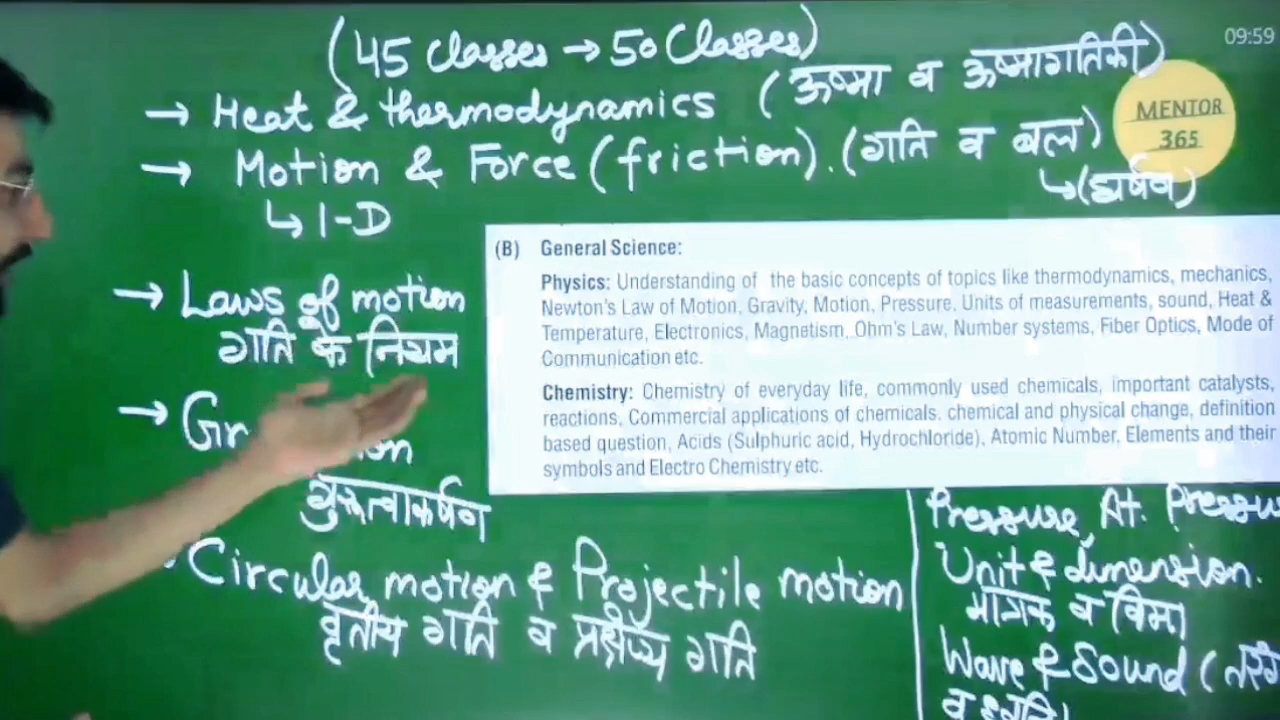 (45 Classes → 50 Classes)
09:59
→ Heat & thermodynamics (ऊष्मा व ऊष्मागतिकी)
MENTOR
365
→ Motion & Force (friction). (गति व बल)
↳ (घर्षण)
↳ 1-D
(B) General Science:
Physics: Understanding of the basic concepts of topics like thermodynamics, mechanics,
Newton's Law of Motion, Gravity, Motion, Pressure, Units of measurements, sound, Heat &
Temperature, Electronics, Magnetism, Ohm's Law, Number systems, Fiber Optics, Mode of
Communication etc.
Chemistry: Chemistry of everyday life, commonly used chemicals, important catalysts,
reactions, Commercial applications of chemicals. chemical and physical change, definition
based question, Acids (Sulphuric acid, Hydrochloride), Atomic Number, Elements and their
symbols and Electro Chemistry etc.
→ Laws of motion
गति के नियम
→
गुरुत्वाकर्षण
Circular motion & Projectile motion
वृतीय गति व प्रक्षेप्य गति
Pressure, At.
Unit & dimension.
मात्रक व विमा
Wave & Sound (
व ध्वनि)